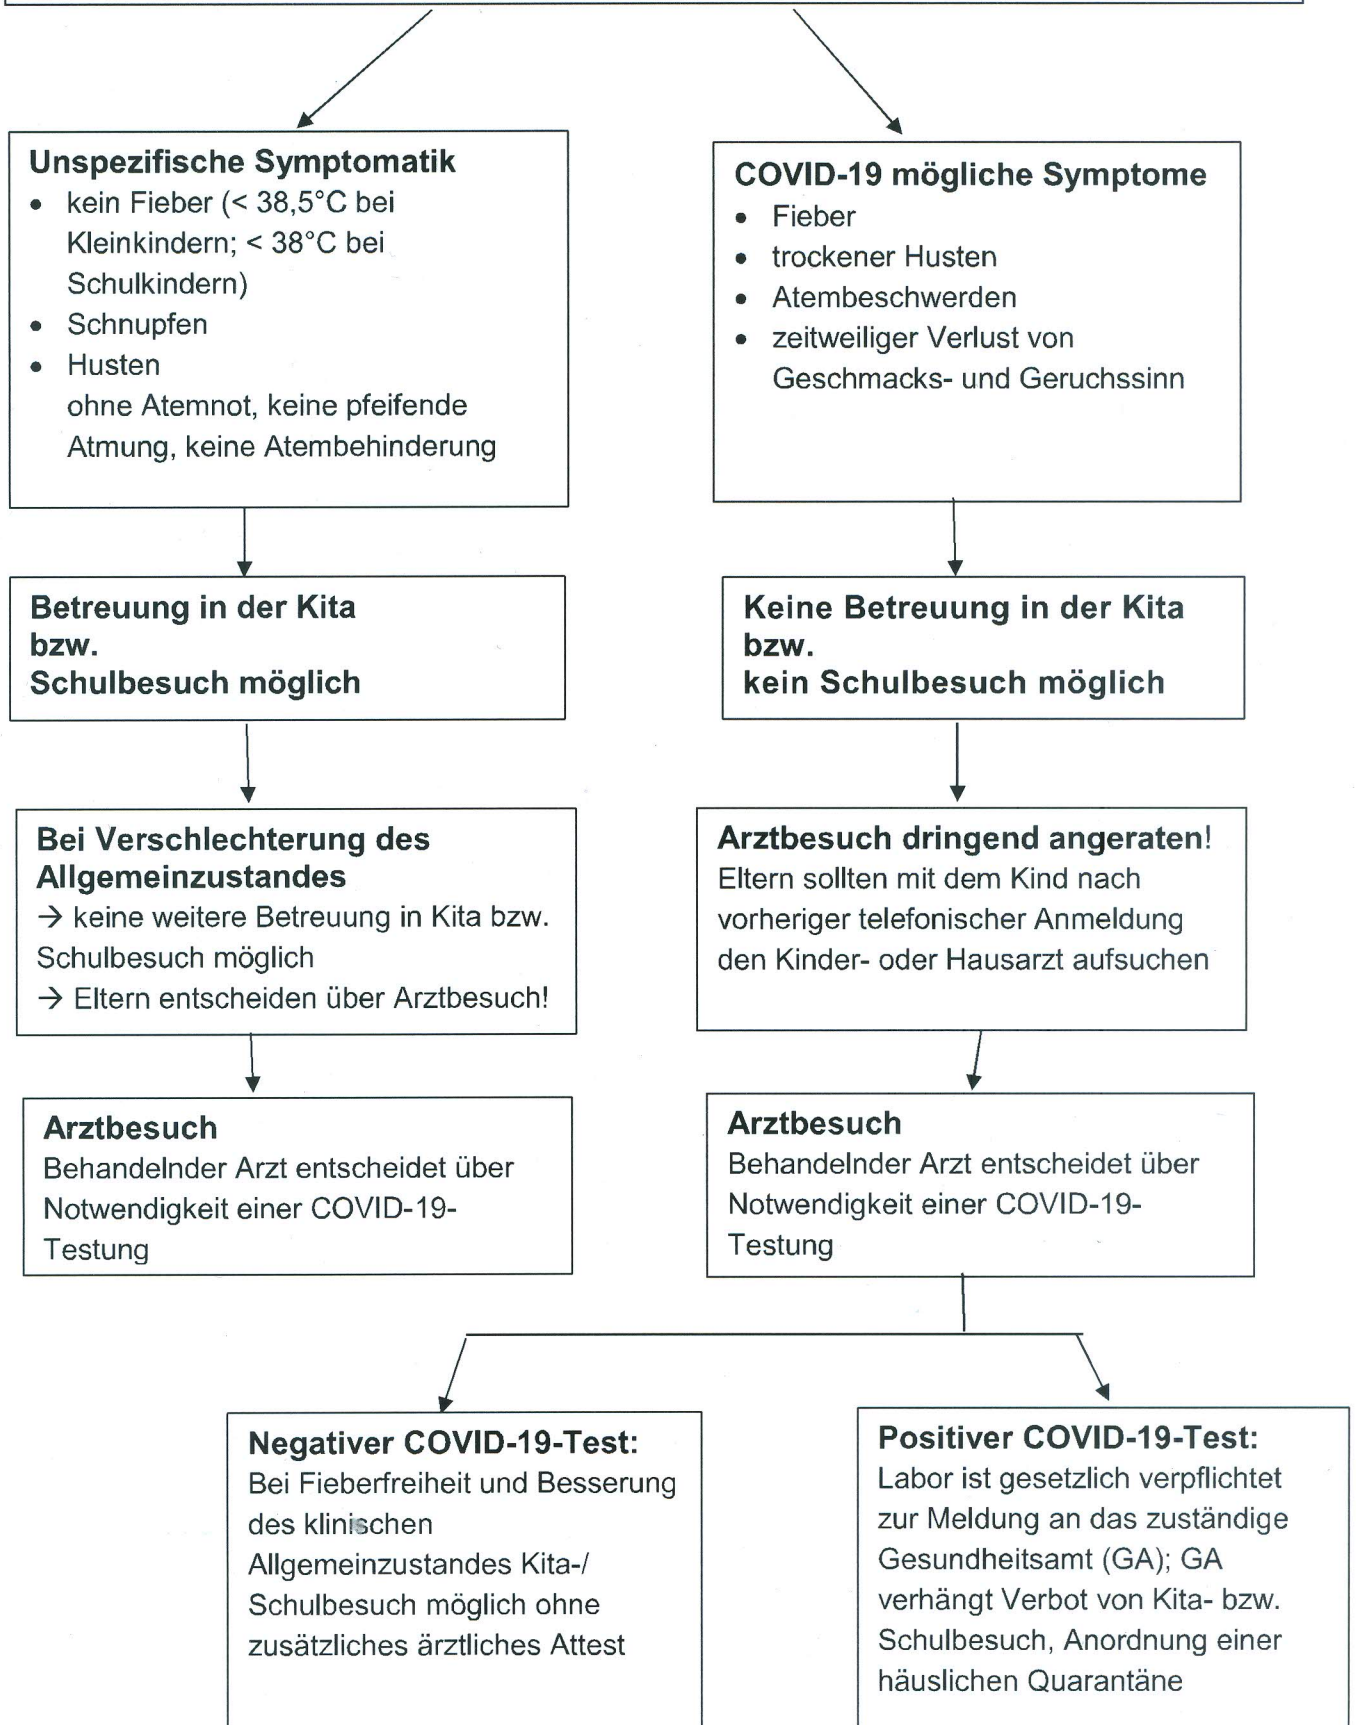 Unspezifische Symptomatik
• kein Fieber (< 38,5°C bei
Kleinkindern; < 38°C bei
Schulkindern)
• Schnupfen
• Husten
ohne Atemnot, keine pfeifende
Atmung, keine Atembehinderung
COVID-19 mögliche Symptome
• Fieber
• trockener Husten
• Atembeschwerden
• zeitweiliger Verlust von
Geschmacks- und Geruchssinn
Betreuung in der Kita
bzw.
Schulbesuch möglich
Keine Betreuung in der Kita
bzw.
kein Schulbesuch möglich
Bei Verschlechterung des
Allgemeinzustandes
→ keine weitere Betreuung in Kita bzw.
Schulbesuch möglich
→ Eltern entscheiden über Arztbesuch!
Arztbesuch dringend angeraten!
Eltern sollten mit dem Kind nach
vorheriger telefonischer Anmeldung
den Kinder- oder Hausarzt aufsuchen
Arztbesuch
Behandelnder Arzt entscheidet über
Notwendigkeit einer COVID-19-
Testung
Arztbesuch
Behandelnder Arzt entscheidet über
Notwendigkeit einer COVID-19-
Testung
Negativer COVID-19-Test:
Bei Fieberfreiheit und Besserung
des klinischen
Allgemeinzustandes Kita-/
Schulbesuch möglich ohne
zusätzliches ärztliches Attest
Positiver COVID-19-Test:
Labor ist gesetzlich verpflichtet
zur Meldung an das zuständige
Gesundheitsamt (GA); GA
verhängt Verbot von Kita- bzw.
Schulbesuch, Anordnung einer
häuslichen Quarantäne